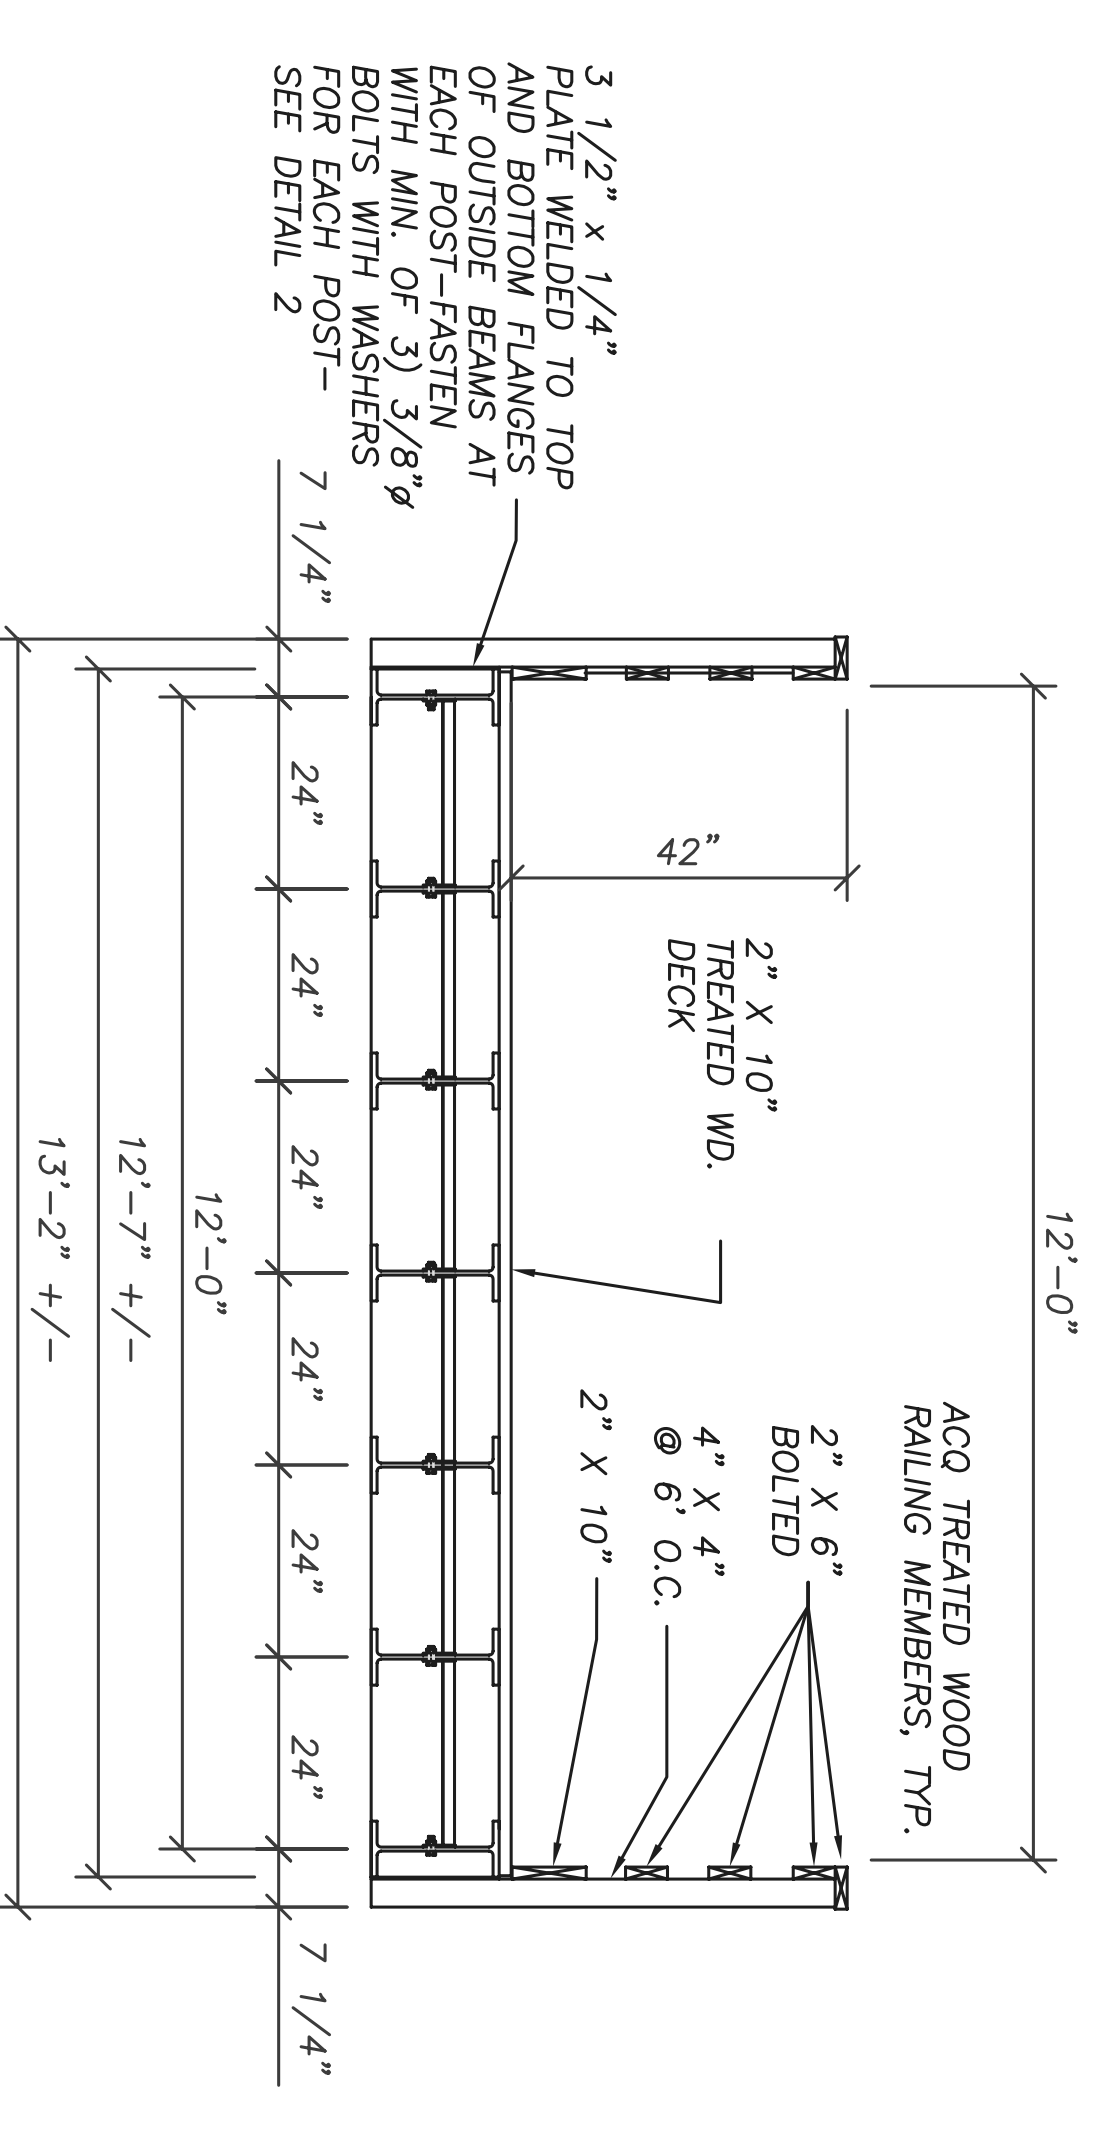 12'-0"
ACQ TREATED WOOD
RAILING MEMBERS, TYP.
2" X 6"
BOLTED
4" X 4"
@ 6' O.C.
2" X 10"
2" X 10"
TREATED WD.
DECK
42"
3 1/2" x 1/4"
PLATE WELDED TO TOP
AND BOTTOM FLANGES
OF OUTSIDE BEAMS AT
EACH POST-FASTEN
WITH MIN. OF 3) 3/8"ø
BOLTS WITH WASHERS
FOR EACH POST-
SEE DETAIL 2
7 1/4"
24"
24"
24"
24"
24"
24"
7 1/4"
12'-0"
12'-7" +/-
13'-2" +/-